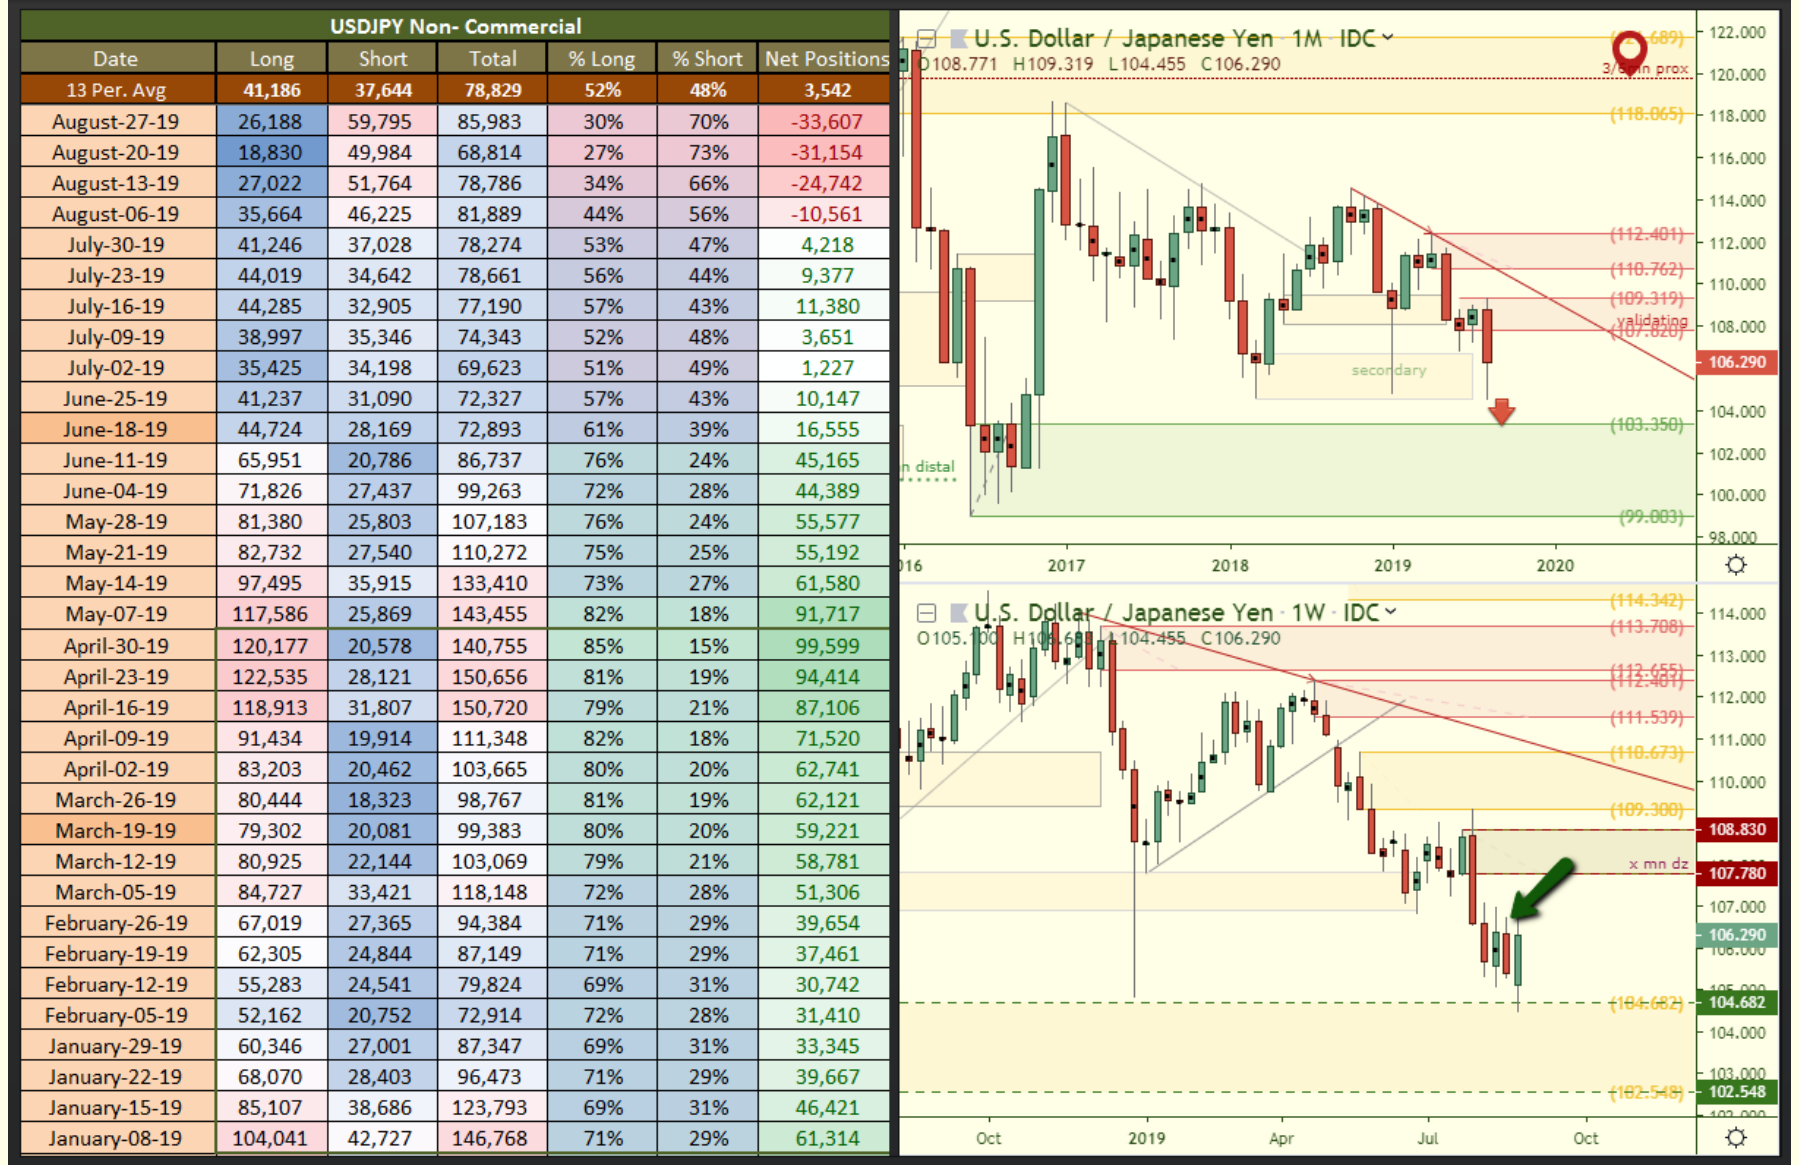 USDJPY Non- Commercial
Date Long Short Total % Long % Short Net Positions
13 Per. Avg 41,186 37,644 78,829 52% 48% 3,542
August-27-19 26,188 59,795 85,983 30% 70% -33,607
August-20-19 18,830 49,984 68,814 27% 73% -31,154
August-13-19 27,022 51,764 78,786 34% 66% -24,742
August-06-19 35,664 46,225 81,889 44% 56% -10,561
July-30-19 41,246 37,028 78,274 53% 47% 4,218
July-23-19 44,019 34,642 78,661 56% 44% 9,377
July-16-19 44,285 32,905 77,190 57% 43% 11,380
July-09-19 38,997 35,346 74,343 52% 48% 3,651
July-02-19 35,425 34,198 69,623 51% 49% 1,227
June-25-19 41,237 31,090 72,327 57% 43% 10,147
June-18-19 44,724 28,169 72,893 61% 39% 16,555
June-11-19 65,951 20,786 86,737 76% 24% 45,165
June-04-19 71,826 27,437 99,263 72% 28% 44,389
May-28-19 81,380 25,803 107,183 76% 24% 55,577
May-21-19 82,732 27,540 110,272 75% 25% 55,192
May-14-19 97,495 35,915 133,410 73% 27% 61,580
May-07-19 117,586 25,869 143,455 82% 18% 91,717
April-30-19 120,177 20,578 140,755 85% 15% 99,599
April-23-19 122,535 28,121 150,656 81% 19% 94,414
April-16-19 118,913 31,807 150,720 79% 21% 87,106
April-09-19 91,434 19,914 111,348 82% 18% 71,520
April-02-19 83,203 20,462 103,665 80% 20% 62,741
March-26-19 80,444 18,323 98,767 81% 19% 62,121
March-19-19 79,302 20,081 99,383 80% 20% 59,221
March-12-19 80,925 22,144 103,069 79% 21% 58,781
March-05-19 84,727 33,421 118,148 72% 28% 51,306
February-26-19 67,019 27,365 94,384 71% 29% 39,654
February-19-19 62,305 24,844 87,149 71% 29% 37,461
February-12-19 55,283 24,541 79,824 69% 31% 30,742
February-05-19 52,162 20,752 72,914 72% 28% 31,410
January-29-19 60,346 27,001 87,347 69% 31% 33,345
January-22-19 68,070 28,403 96,473 71% 29% 39,667
January-15-19 85,107 38,686 123,793 69% 31% 46,421
January-08-19 104,041 42,727 146,768 71% 29% 61,314
U.S. Dollar / Japanese Yen · 1M · IDC
O108.771 H109.319 L104.455 C106.290
prox
(118.065)
(112.401)
(110.762)
(109.319)
validating
(107.820)
secondary
(103.350)
n distal
(99.003)
122.000
120.000
118.000
116.000
114.000
112.000
110.000
108.000
106.290
104.000
102.000
100.000
98.000
016 2017 2018 2019 2020
U.S. Dollar / Japanese Yen · 1W · IDC
L104.455 C106.290
(114.342)
(113.708)
(112.655)
(112.401)
(111.539)
(110.673)
(109.300)
x mn dz
(104.682)
(102.548)
114.000
113.000
112.000
111.000
110.000
108.830
107.780
107.000
106.290
104.682
104.000
103.000
102.548
Oct 2019 Apr Jul Oct